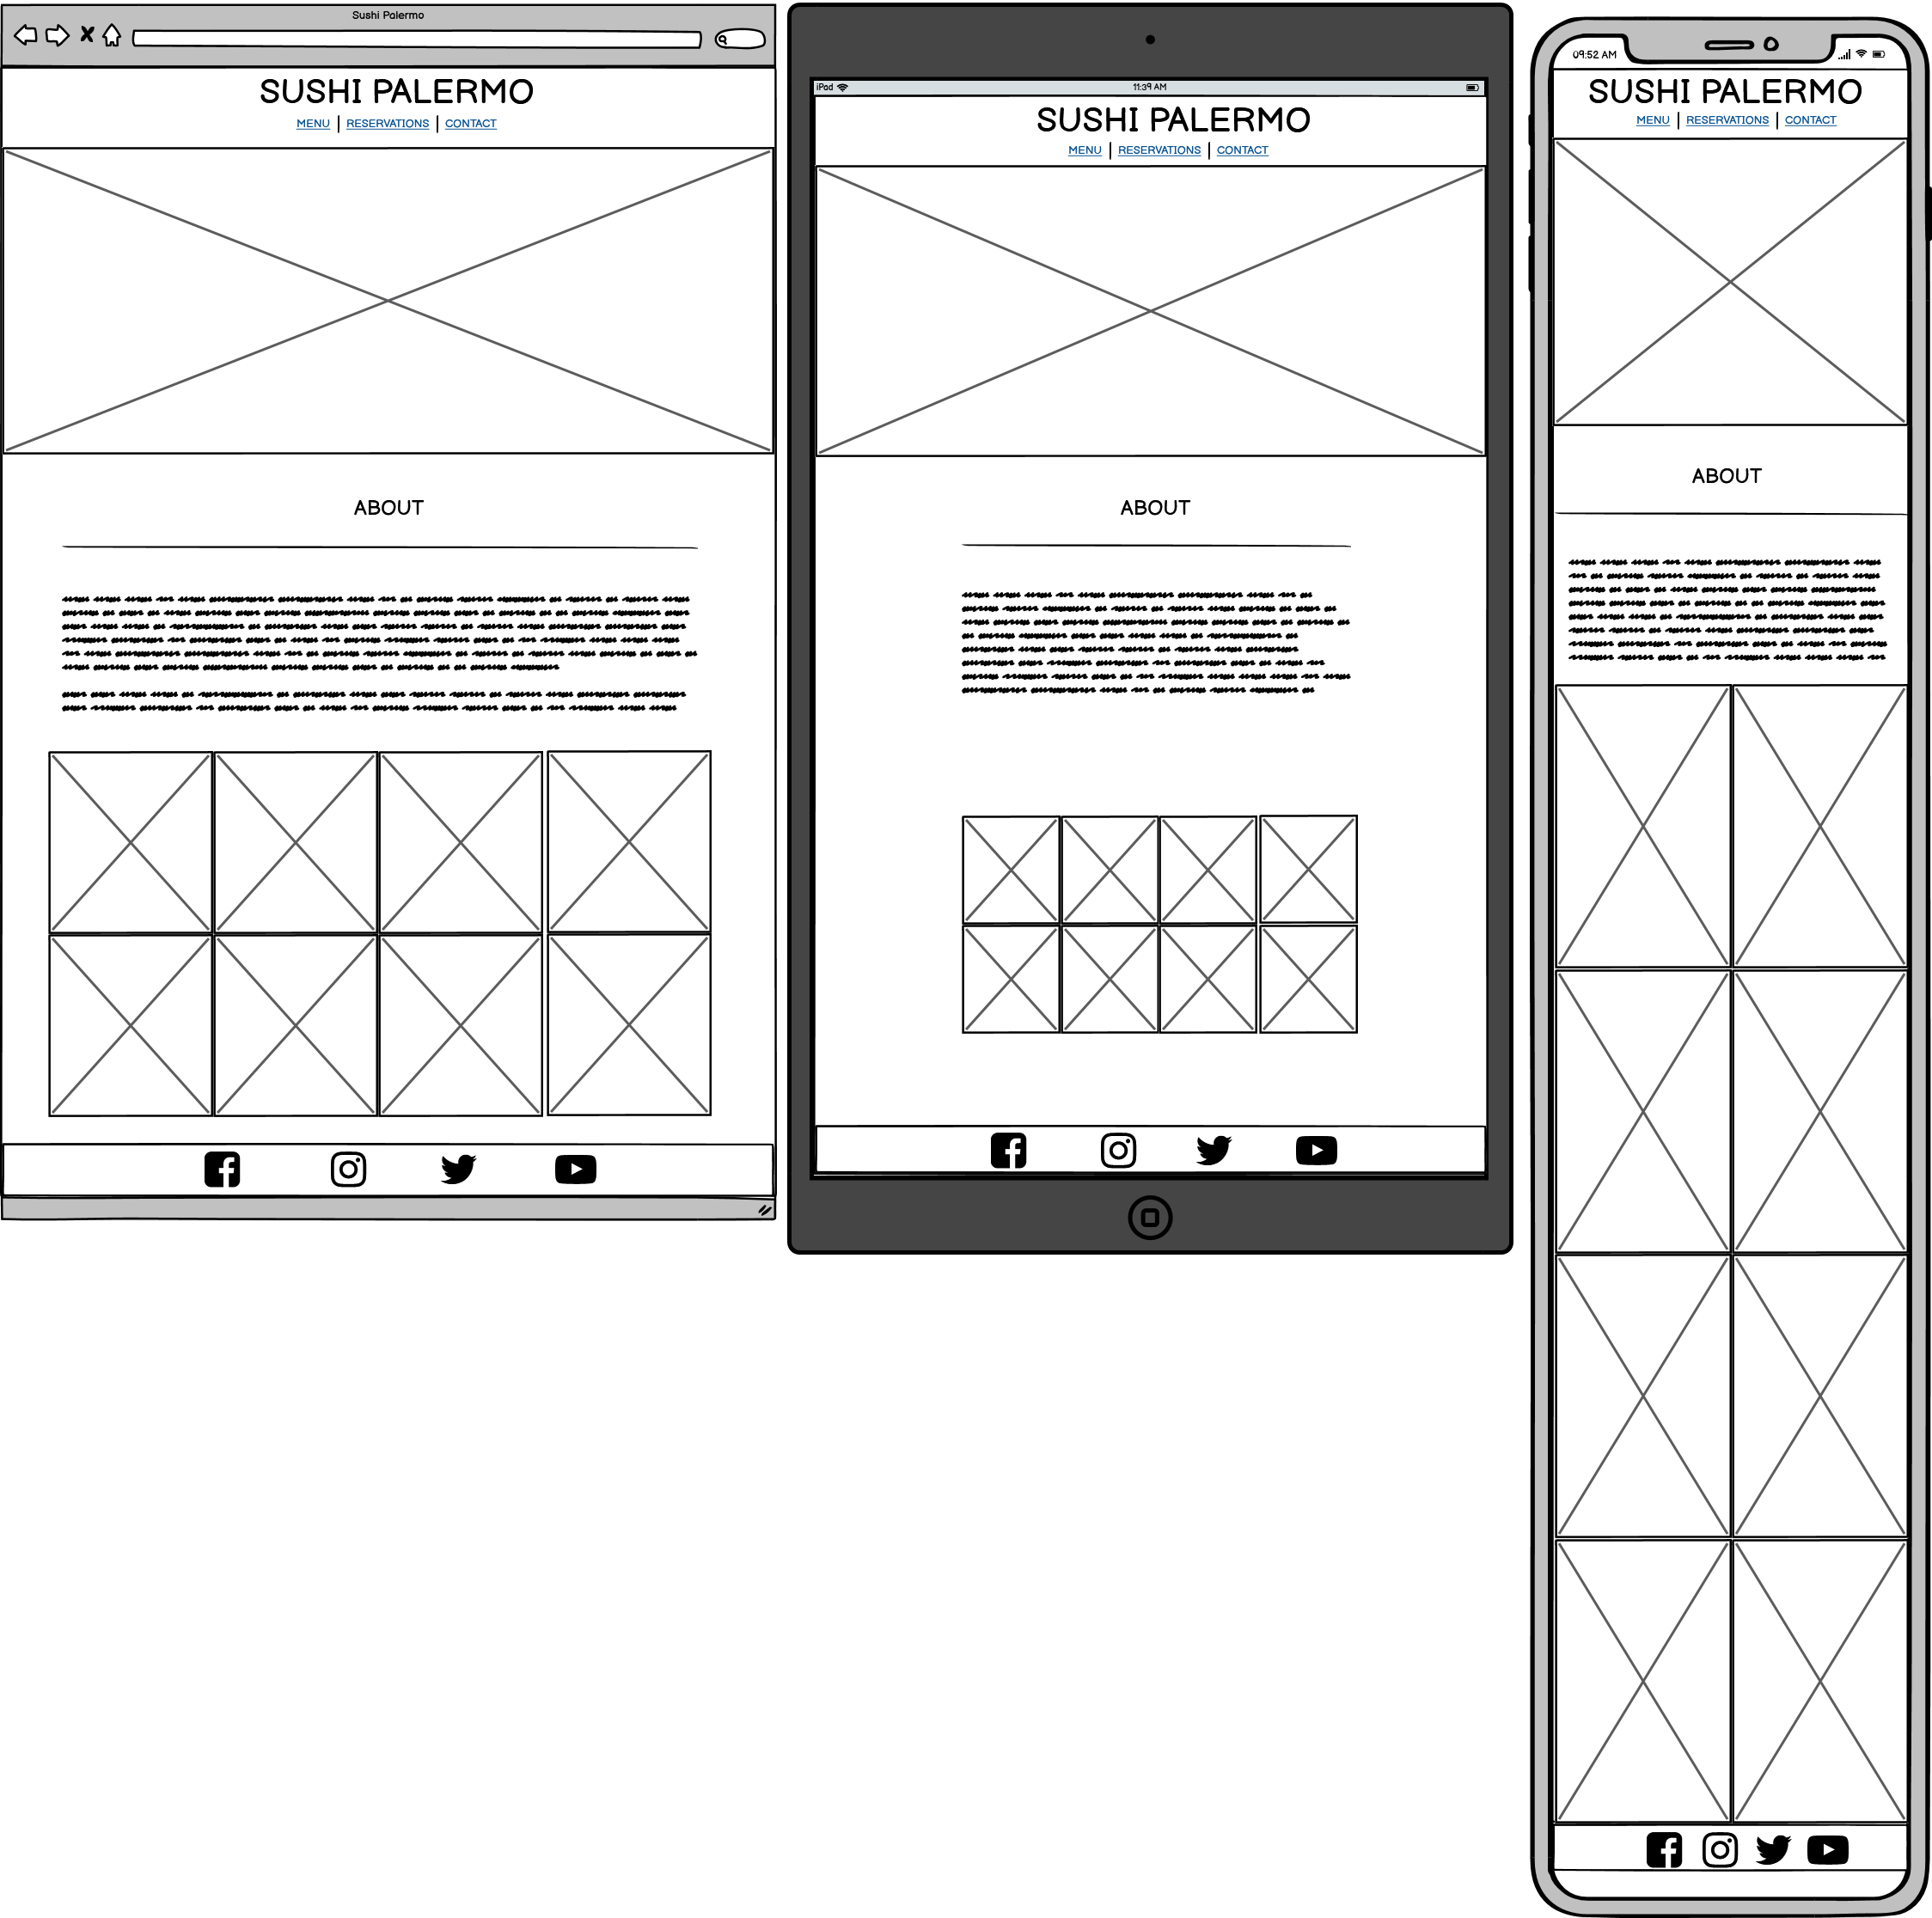 Sushi Palermo
SUSHI PALERMO
MENU | RESERVATIONS | CONTACT
ABOUT
iPad 11:39 AM
SUSHI PALERMO
MENU | RESERVATIONS | CONTACT
ABOUT
09:52 AM
SUSHI PALERMO
MENU | RESERVATIONS | CONTACT
ABOUT